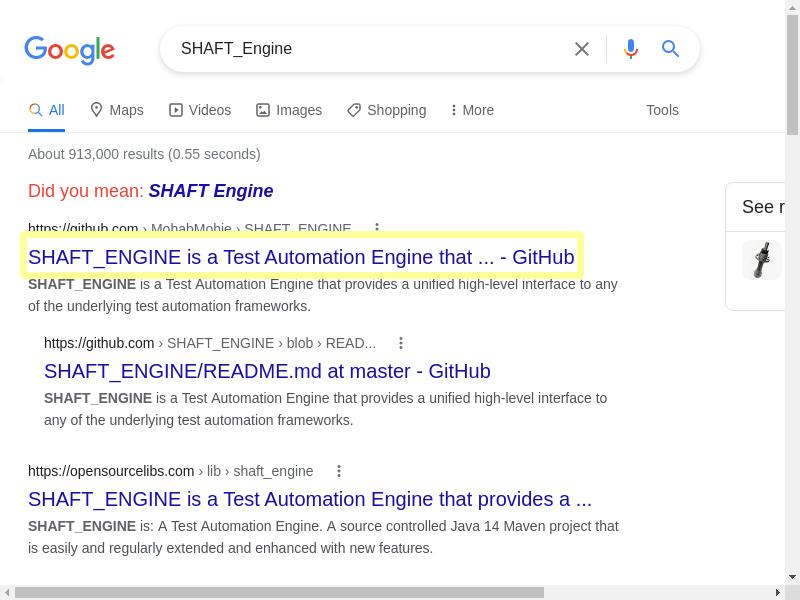 Google
SHAFT_Engine
All Maps Videos Images Shopping More Tools
About 913,000 results (0.55 seconds)
Did you mean: SHAFT Engine
https://github.com › MohabMohie › SHAFT_ENGINE
See r
SHAFT_ENGINE is a Test Automation Engine that ... - GitHub
SHAFT_ENGINE is a Test Automation Engine that provides a unified high-level interface to any
of the underlying test automation frameworks.
https://github.com › SHAFT_ENGINE › blob › READ...
SHAFT_ENGINE/README.md at master - GitHub
SHAFT_ENGINE is a Test Automation Engine that provides a unified high-level interface to
any of the underlying test automation frameworks.
https://opensourcelibs.com › lib › shaft_engine
SHAFT_ENGINE is a Test Automation Engine that provides a ...
SHAFT_ENGINE is: A Test Automation Engine. A source controlled Java 14 Maven project that
is easily and regularly extended and enhanced with new features.